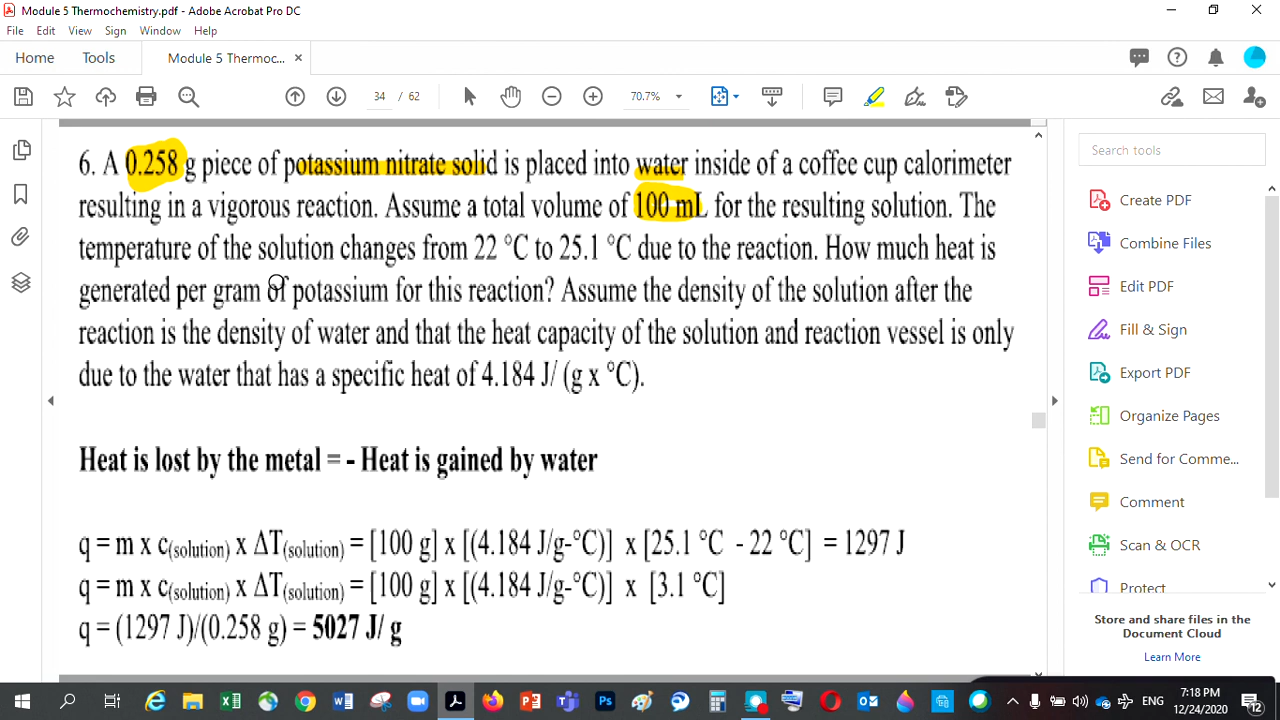 Module 5 Thermochemistry.pdf - Adobe Acrobat Pro DC
File Edit View Sign Window Help
Home Tools Module 5 Thermoc... ×
34 / 62 70.7%
6. A 0.258 g piece of potassium nitrate solid is placed into water inside of a coffee cup calorimeter
resulting in a vigorous reaction. Assume a total volume of 100 mL for the resulting solution. The
temperature of the solution changes from 22 °C to 25.1 °C due to the reaction. How much heat is
generated per gram of potassium for this reaction? Assume the density of the solution after the
reaction is the density of water and that the heat capacity of the solution and reaction vessel is only
due to the water that has a specific heat of 4.184 J/ (g x °C).
Heat is lost by the metal = - Heat is gained by water
q = m x c(solution) x ΔT(solution) = [100 g] x [(4.184 J/g-°C)] x [25.1 °C - 22 °C] = 1297 J
q = m x c(solution) x ΔT(solution) = [100 g] x [(4.184 J/g-°C)] x [3.1 °C]
q = (1297 J)/(0.258 g) = 5027 J/ g
Search tools
Create PDF
Combine Files
Edit PDF
Fill & Sign
Export PDF
Organize Pages
Send for Comme...
Comment
Scan & OCR
Protect
Store and share files in the
Document Cloud
Learn More
ENG
7:18 PM
12/24/2020
12